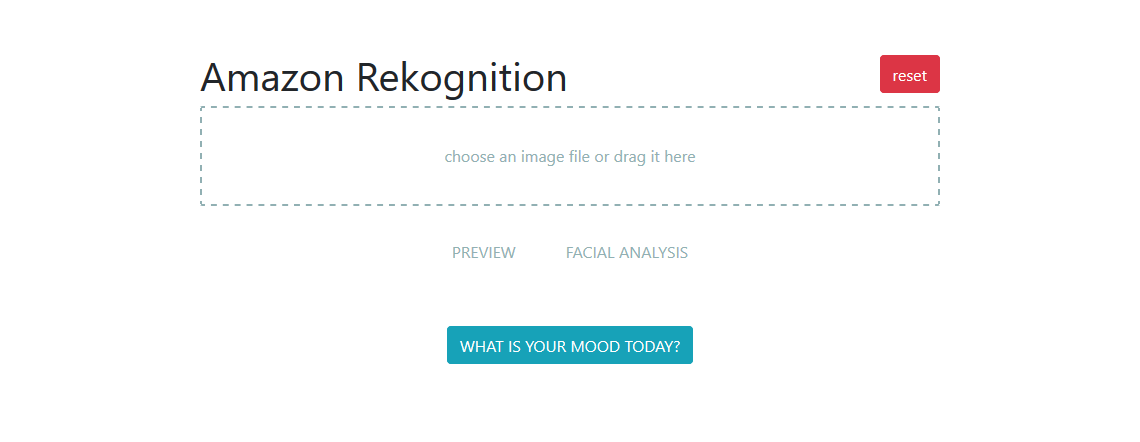 Amazon Rekognition
reset
choose an image file or drag it here
PREVIEW
FACIAL ANALYSIS
WHAT IS YOUR MOOD TODAY?